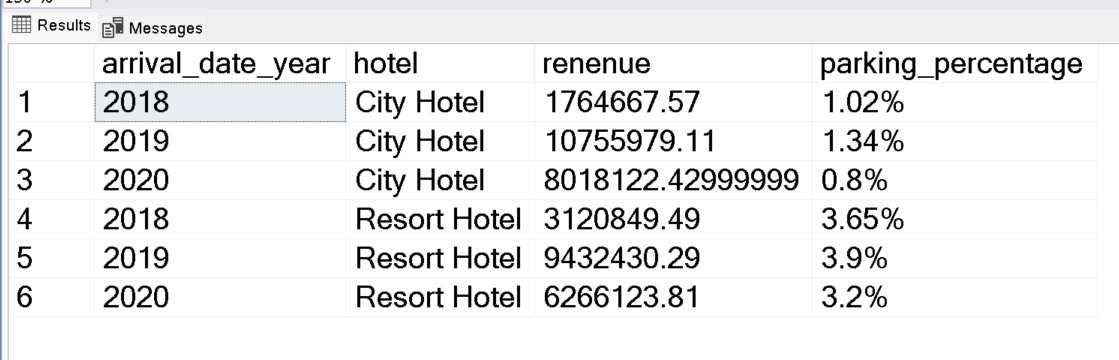 Results Messages
arrival_date_year hotel renenue parking_percentage
1 2018 City Hotel 1764667.57 1.02%
2 2019 City Hotel 10755979.11 1.34%
3 2020 City Hotel 8018122.42999999 0.8%
4 2018 Resort Hotel 3120849.49 3.65%
5 2019 Resort Hotel 9432430.29 3.9%
6 2020 Resort Hotel 6266123.81 3.2%